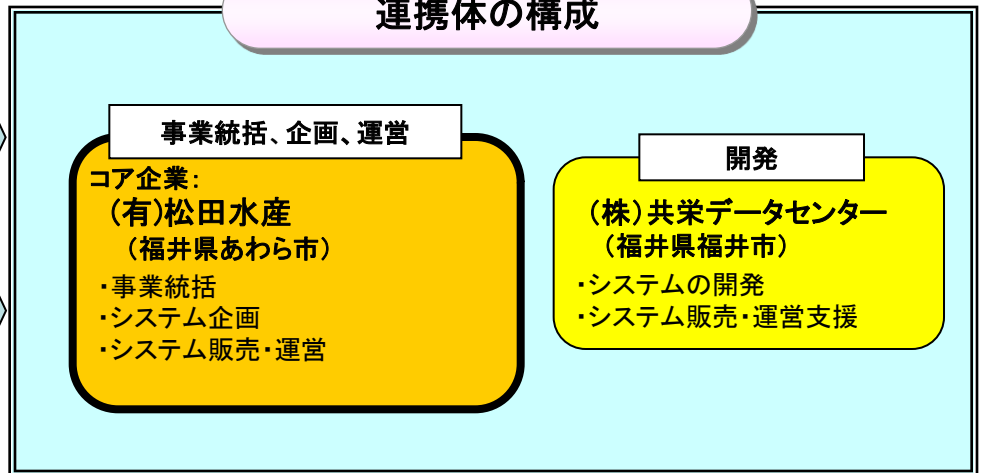 連携体の構成
事業統括、企画、運営
コア企業:
(有)松田水産
(福井県あわら市)
・事業統括
・システム企画
・システム販売・運営
開発
(株)共栄データセンター
(福井県福井市)
・システムの開発
・システム販売・運営支援